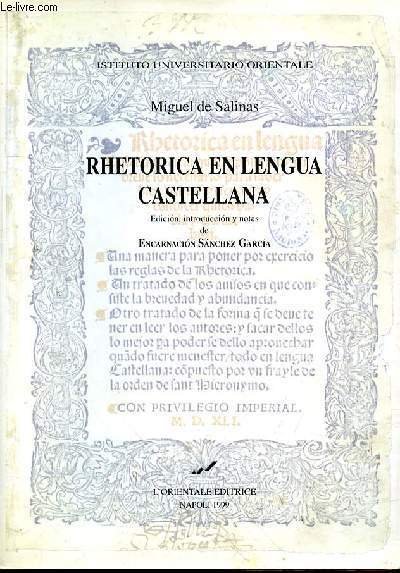 Le-Livre.com
ISTITUTO UNIVERSITARIO ORIENTALE
Miguel de Salinas
Rhetorica en lengua
RHETORICA EN LENGUA
CASTELLANA
Edición, introducción y notas
de
ENCARNACIÓN SÁNCHEZ GARCÍA
Una manera para poner por exercicio
las reglas de la Rhetorica.
Un tratado de los auisos en que con-
siste la breuedad y abundancia.
Otro tratado de la forma q̃ se deue te
ner en leer los autores: y sacar dellos
lo mejor p̃a poder se dello aprouechar
quãdo fuere menester/todo en lengua
Castellana: cõpuesto por vn frayle de
la orden de sant Hieronymo.
CON PRIVILEGIO IMPERIAL.
M. D. XLI.
L'ORIENTALE EDITRICE
NAPOLI 1999